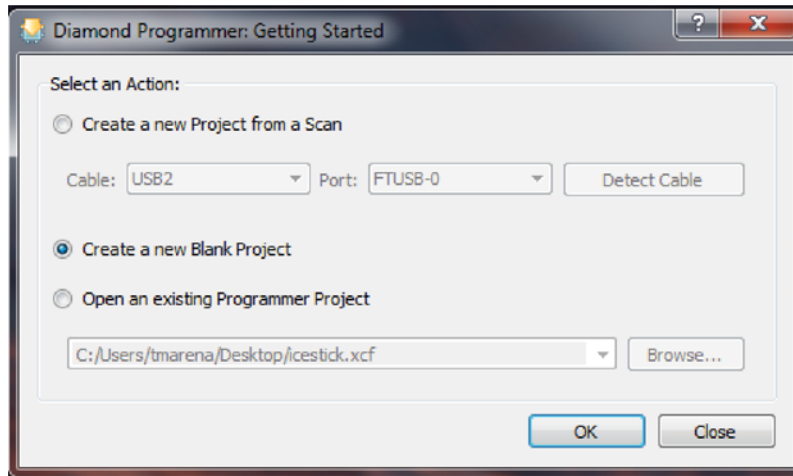 Diamond Programmer: Getting Started
?
Select an Action:
Create a new Project from a Scan
Cable: USB2 Port: FTUSB-0 Detect Cable
Create a new Blank Project
Open an existing Programmer Project
C:/Users/tmarena/Desktop/icestick.xcf Browse...
OK Close